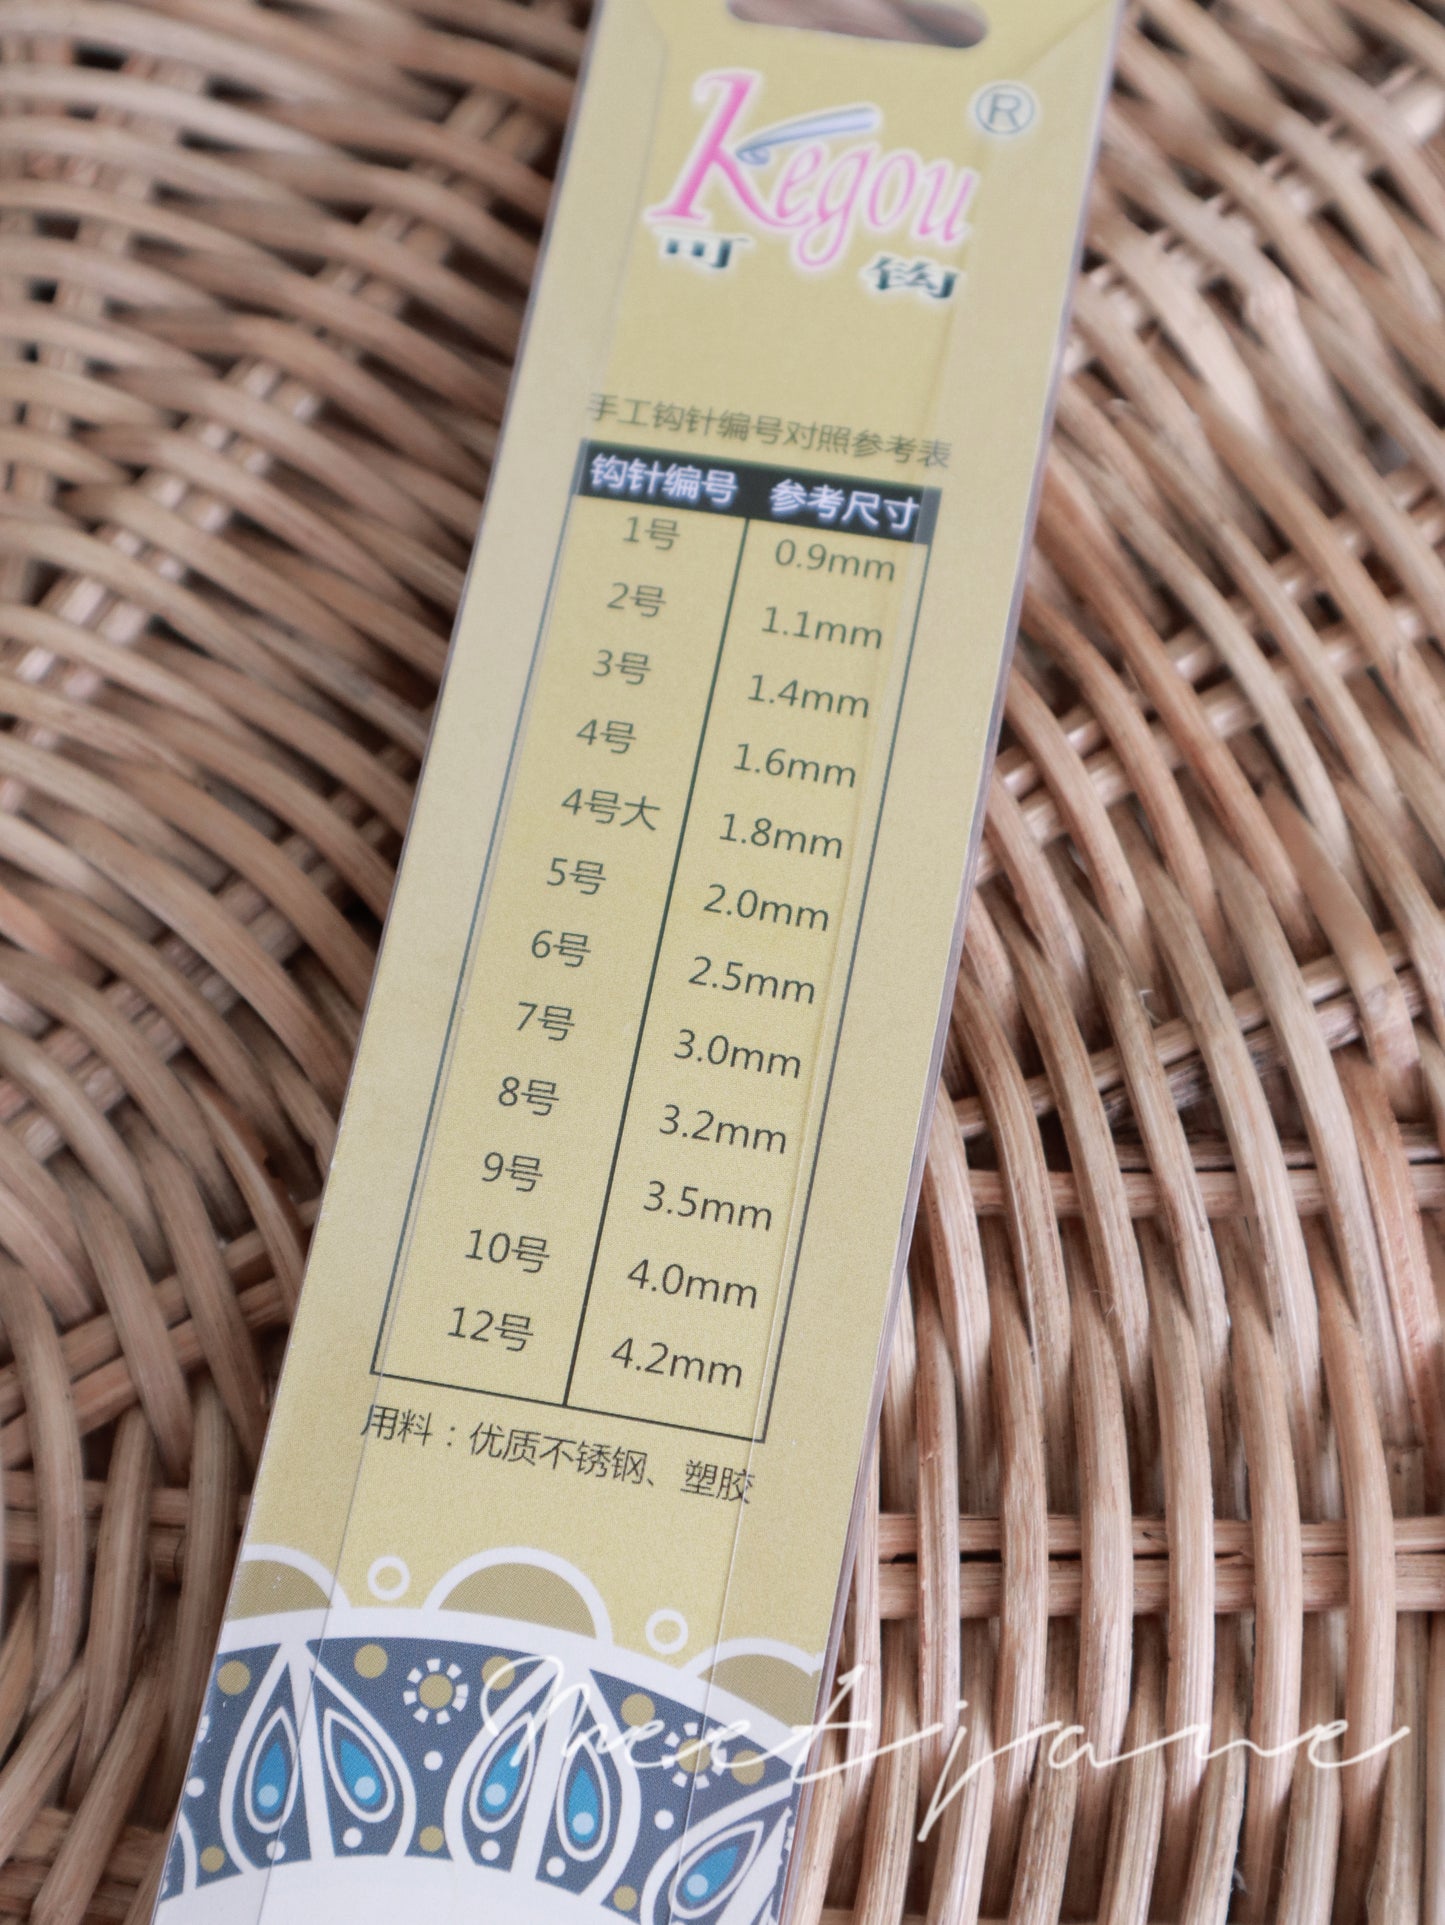 Kegou ®
可 钩
手工钩针编号对照参考表
钩针编号 参考尺寸
1号 0.9mm
2号 1.1mm
3号 1.4mm
4号 1.6mm
4号大 1.8mm
5号 2.0mm
6号 2.5mm
7号 3.0mm
8号 3.2mm
9号 3.5mm
10号 4.0mm
12号 4.2mm
用料：优质不锈钢、塑胶
Meet jane